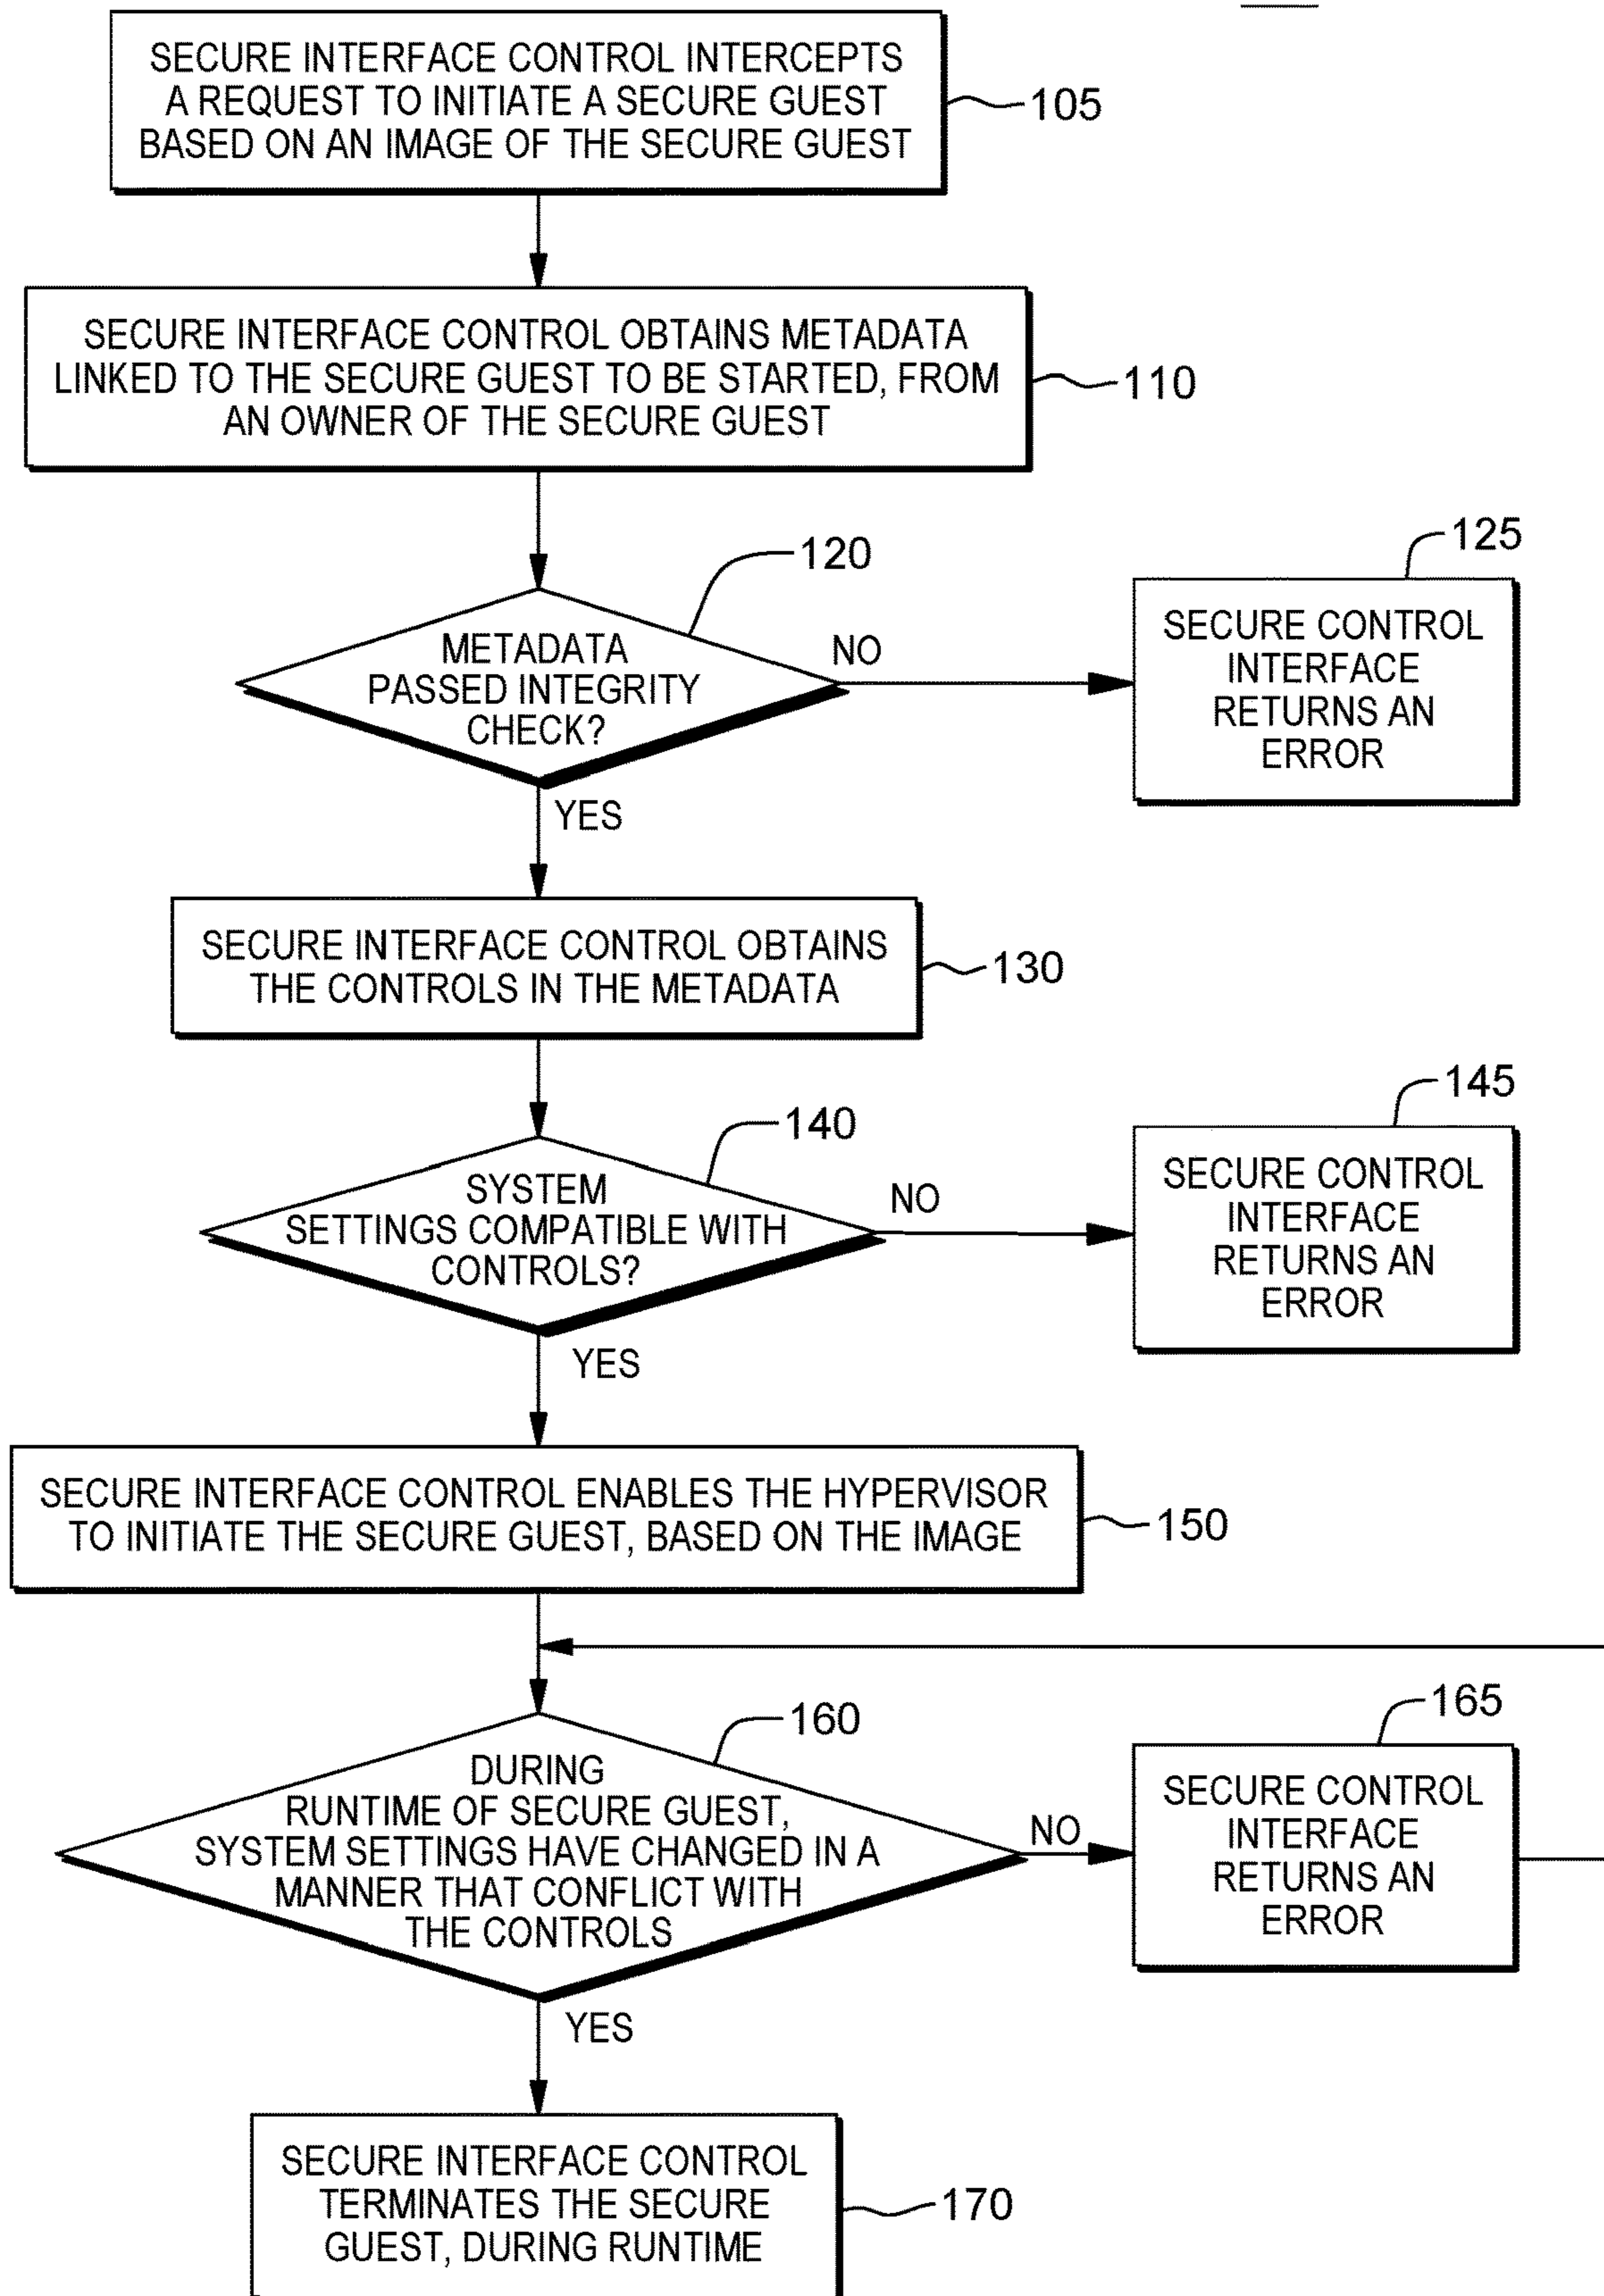 SECURE INTERFACE CONTROL INTERCEPTS
A REQUEST TO INITIATE A SECURE GUEST
BASED ON AN IMAGE OF THE SECURE GUEST
105
SECURE INTERFACE CONTROL OBTAINS METADATA
LINKED TO THE SECURE GUEST TO BE STARTED, FROM
AN OWNER OF THE SECURE GUEST
110
120
METADATA
PASSED INTEGRITY
CHECK?
NO
125
SECURE CONTROL
INTERFACE
RETURNS AN
ERROR
YES
SECURE INTERFACE CONTROL OBTAINS
THE CONTROLS IN THE METADATA
130
140
SYSTEM
SETTINGS COMPATIBLE WITH
CONTROLS?
NO
145
SECURE CONTROL
INTERFACE
RETURNS AN
ERROR
YES
SECURE INTERFACE CONTROL ENABLES THE HYPERVISOR
TO INITIATE THE SECURE GUEST, BASED ON THE IMAGE
150
160
DURING
RUNTIME OF SECURE GUEST,
SYSTEM SETTINGS HAVE CHANGED IN A
MANNER THAT CONFLICT WITH
THE CONTROLS
NO
165
SECURE CONTROL
INTERFACE
RETURNS AN
ERROR
YES
SECURE INTERFACE CONTROL
TERMINATES THE SECURE
GUEST, DURING RUNTIME
170